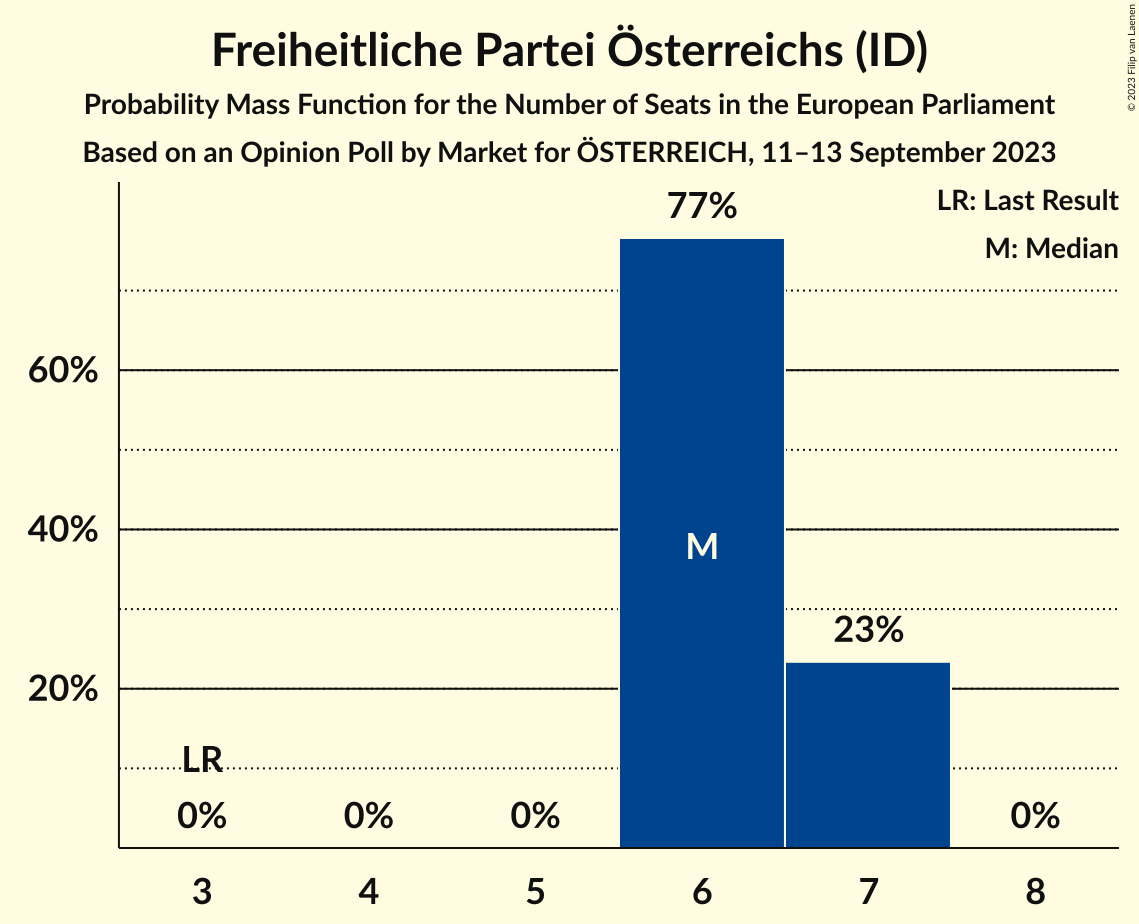 Freiheitliche Partei Österreichs (ID)
Probability Mass Function for the Number of Seats in the European Parliament
Based on an Opinion Poll by Market for ÖSTERREICH, 11–13 September 2023
© 2023 Filip van Laenen
LR: Last Result
M: Median
77%
60%
40%
M
23%
20%
LR
0%
0%
0%
0%
3
4
5
6
7
8